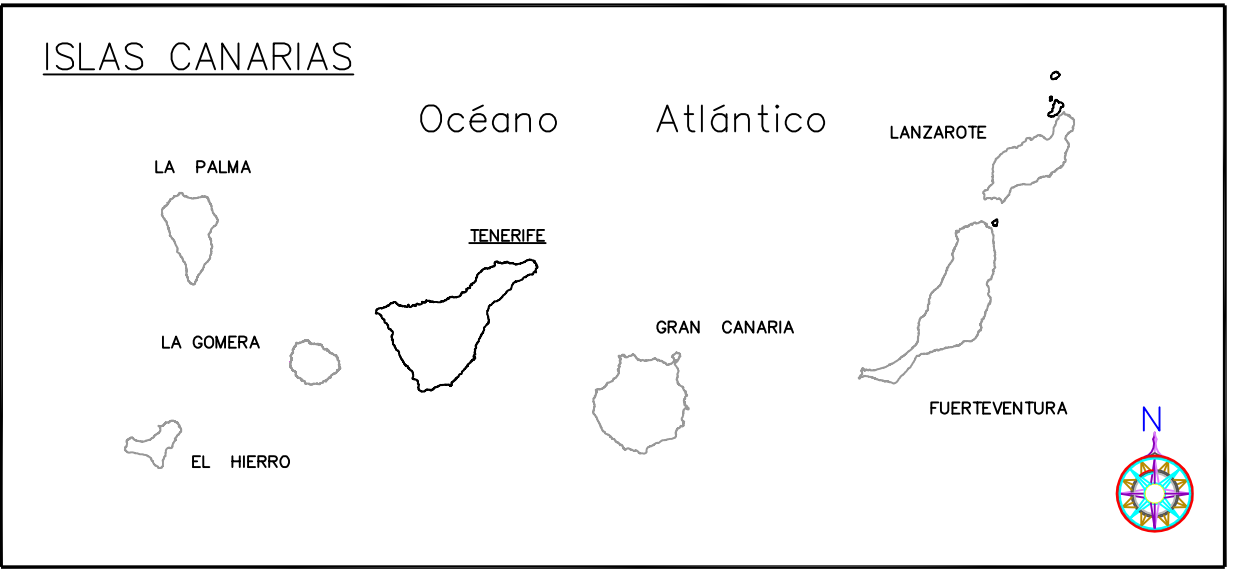 ISLAS CANARIAS
Océano Atlántico
LANZAROTE
LA PALMA
TENERIFE
GRAN CANARIA
LA GOMERA
FUERTEVENTURA
N
EL HIERRO